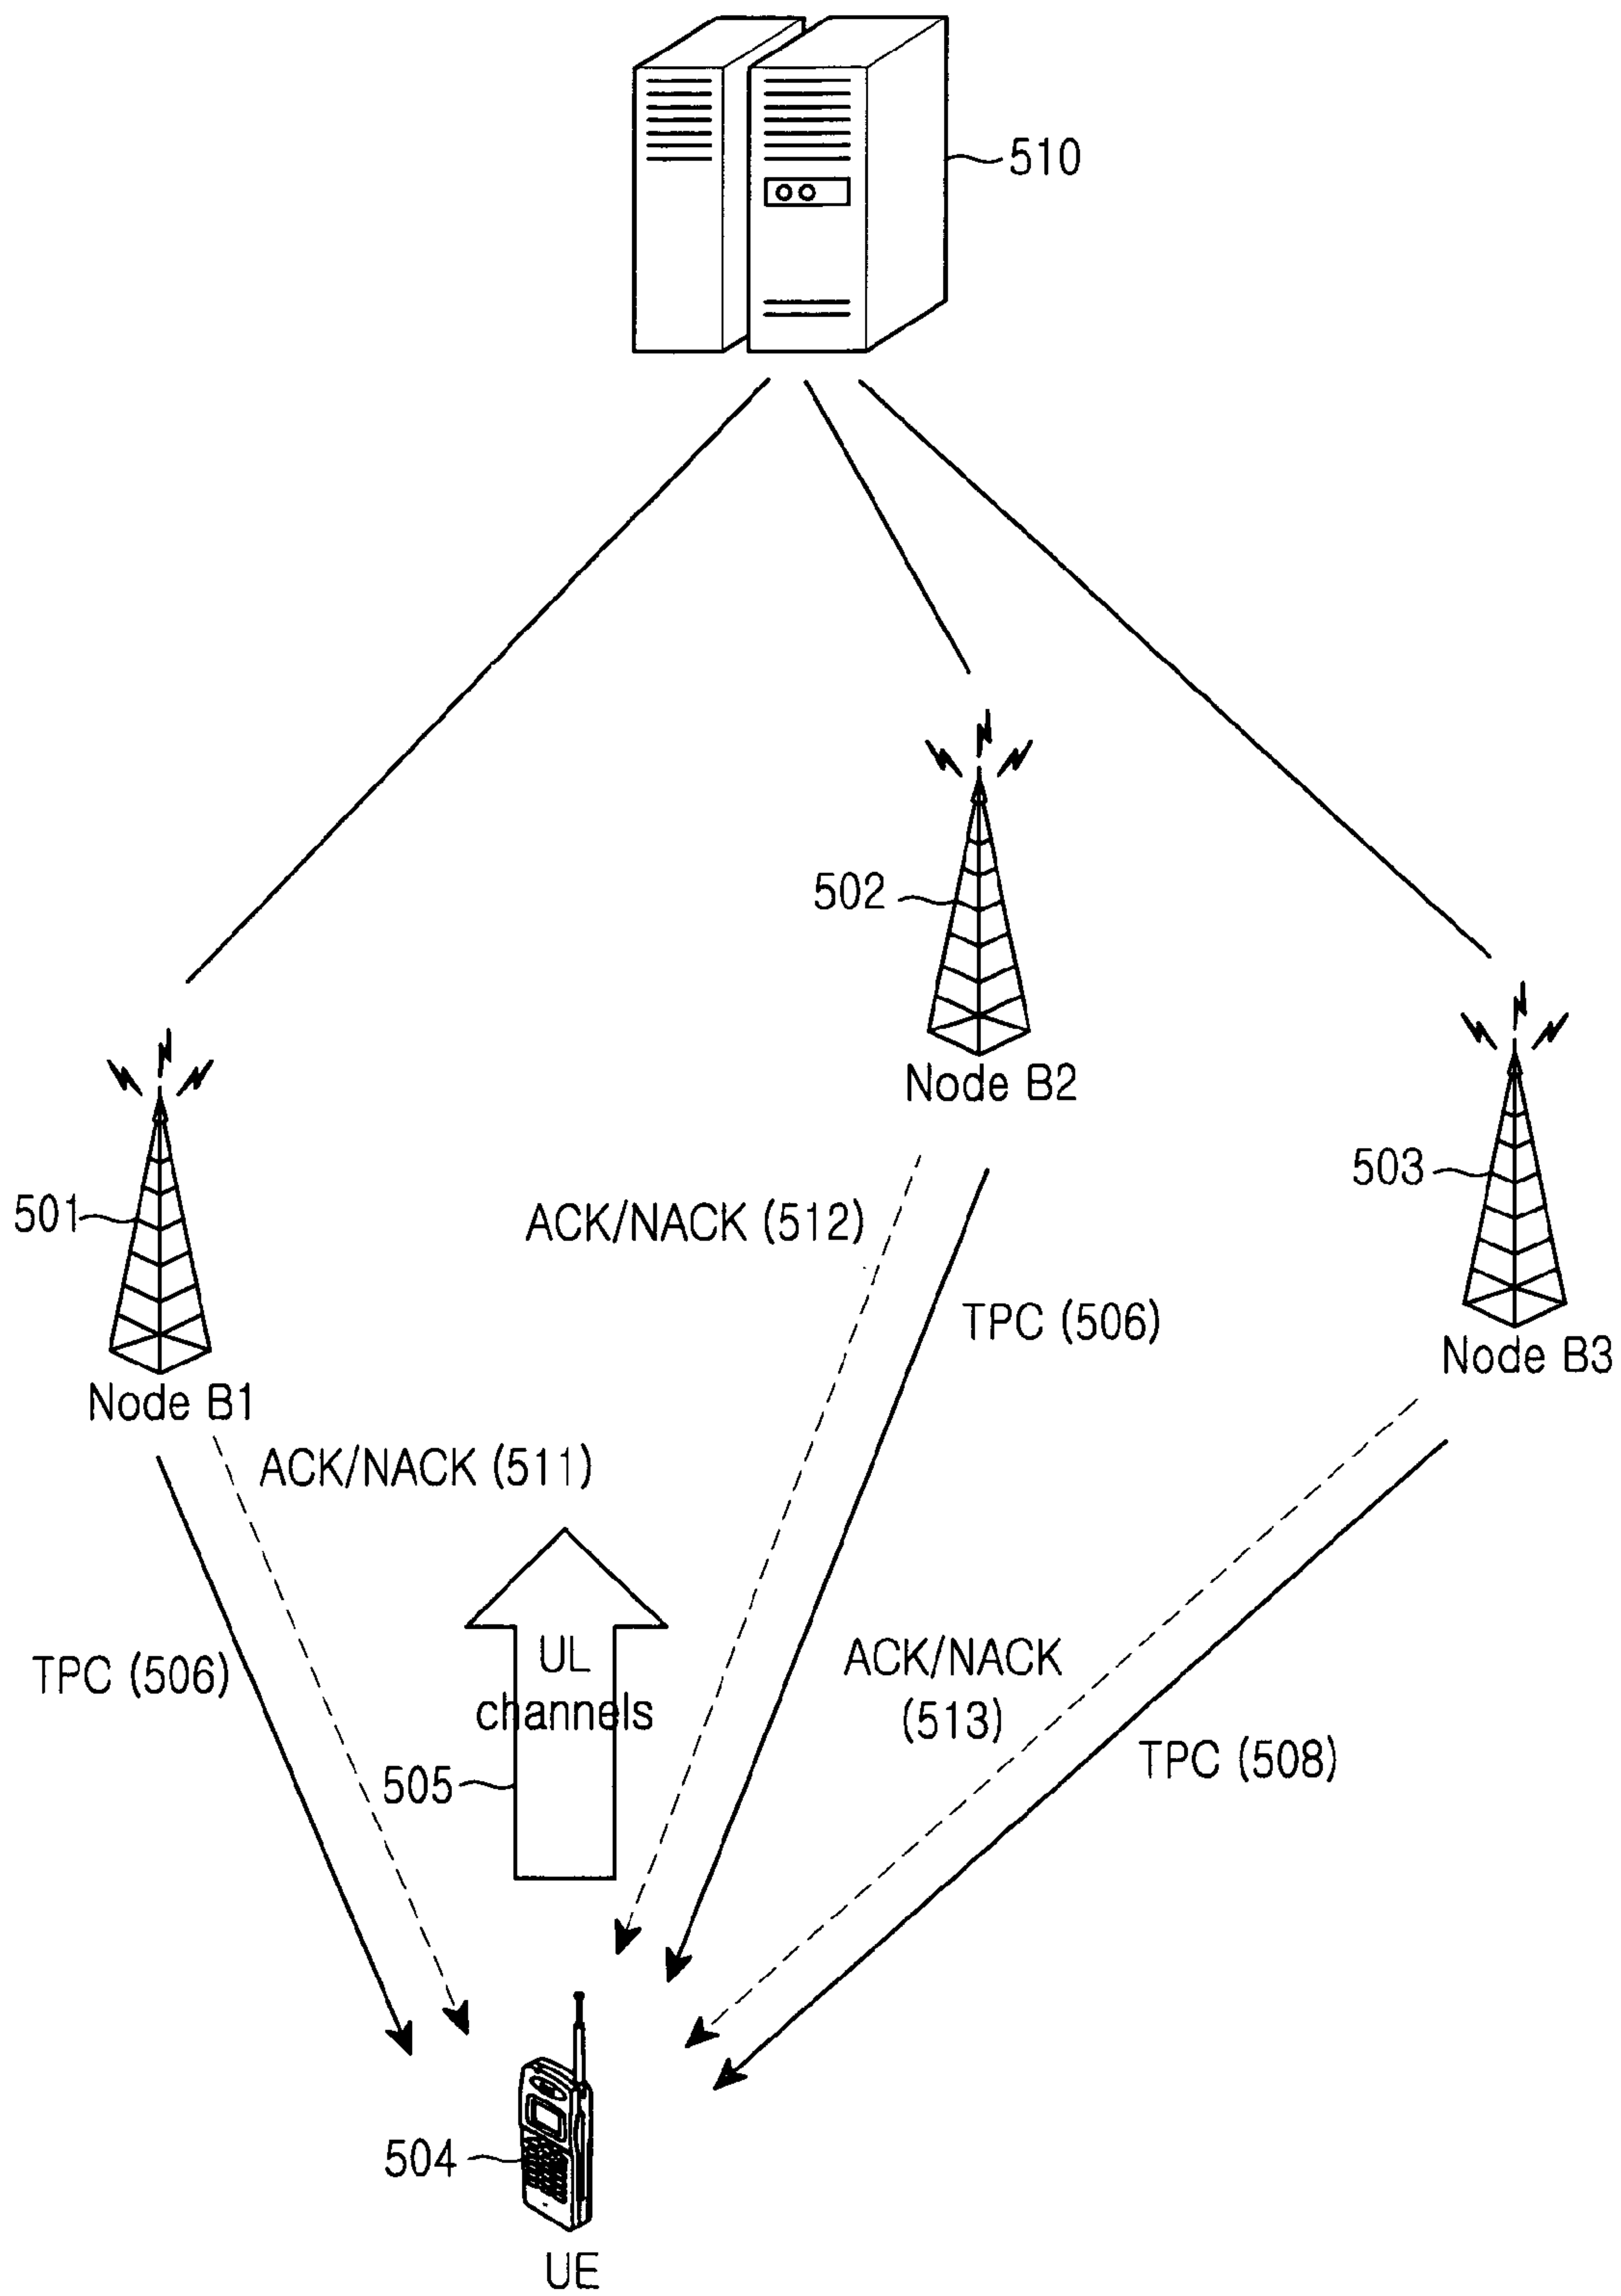 510
502
Node B2
503
501
ACK/NACK (512)
TPC (506)
Node B3
Node B1
ACK/NACK (511)
UL
channels
TPC (506)
ACK/NACK
(513)
TPC (508)
505
504
UE